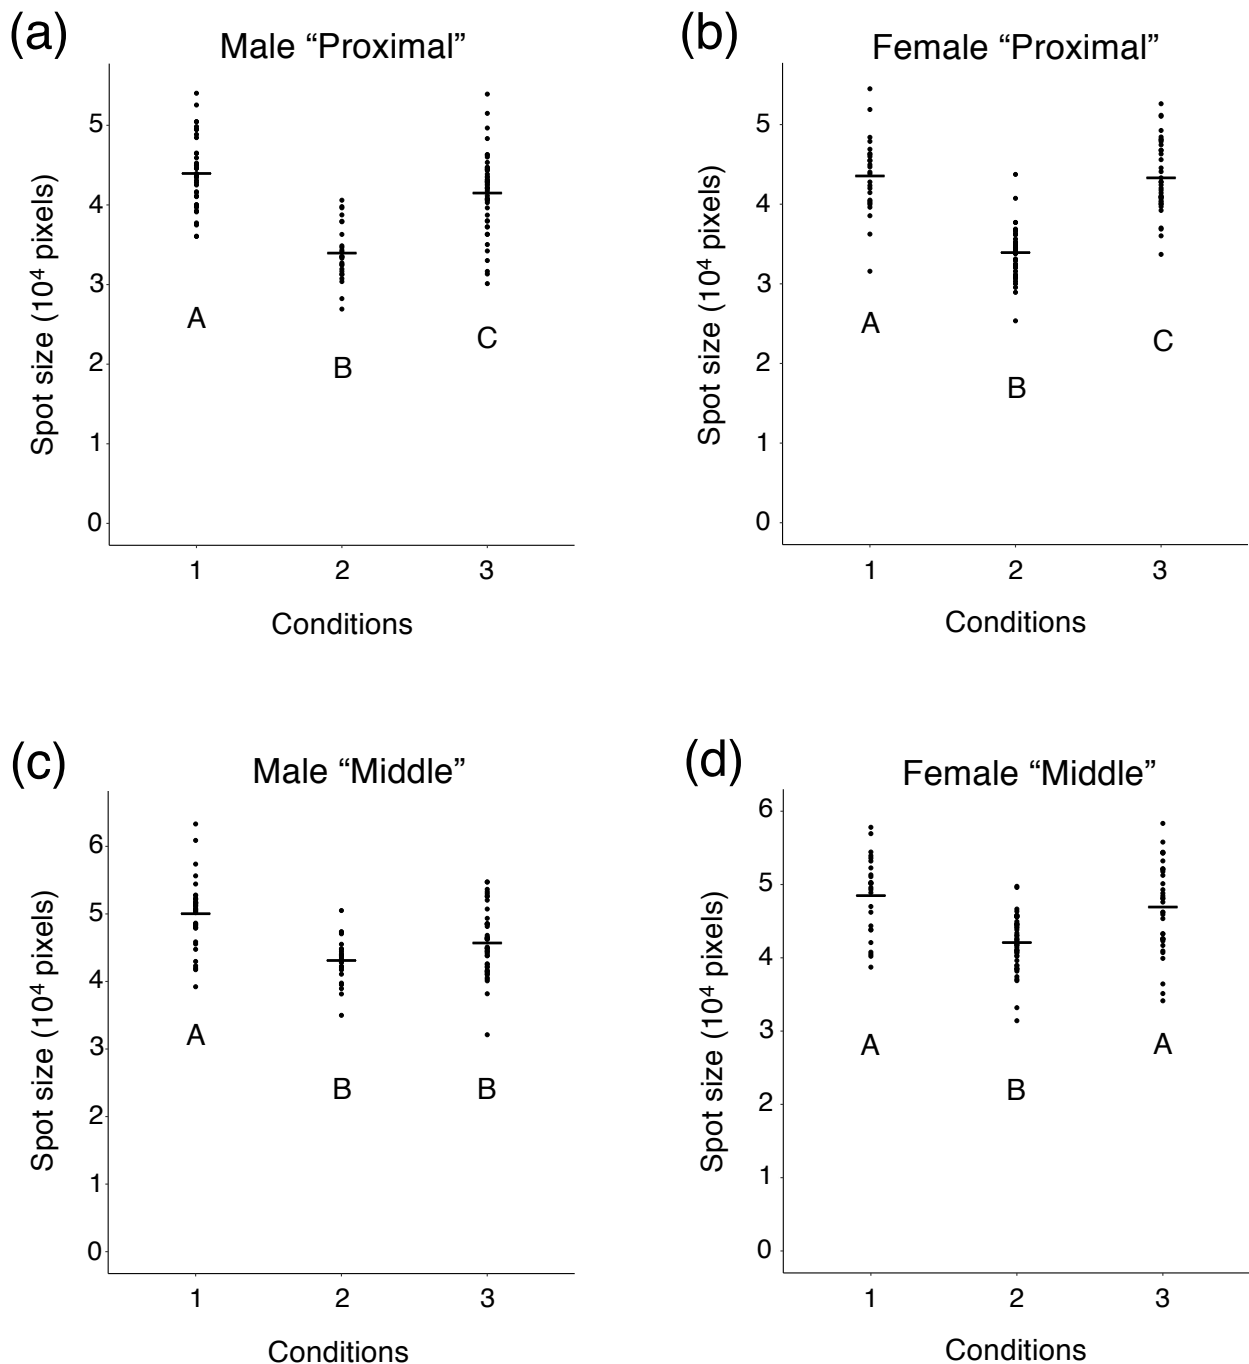 (a)
Male “Proximal”
Spot size (10⁴ pixels)
5
4
3
2
1
0
A
B
C
1 2 3
Conditions
(b)
Female “Proximal”
Spot size (10⁴ pixels)
5
4
3
2
1
0
A
B
C
1 2 3
Conditions
(c)
Male “Middle”
Spot size (10⁴ pixels)
6
5
4
3
2
1
0
A
B
B
1 2 3
Conditions
(d)
Female “Middle”
Spot size (10⁴ pixels)
6
5
4
3
2
1
0
A
B
A
1 2 3
Conditions